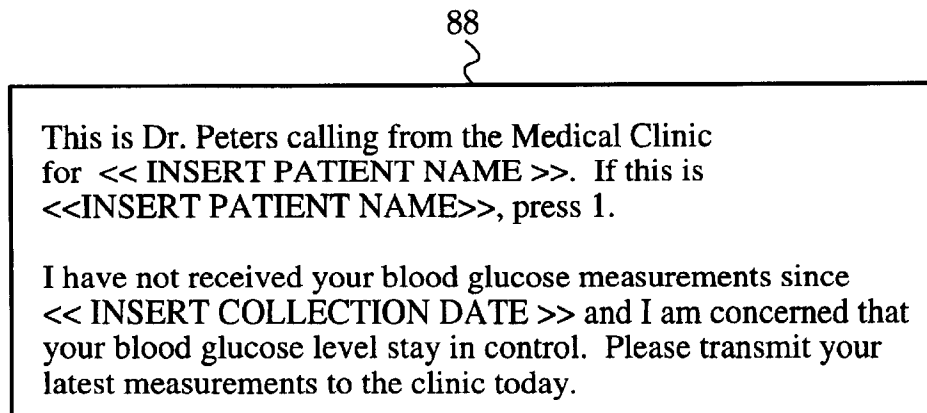 88
This is Dr. Peters calling from the Medical Clinic
for << INSERT PATIENT NAME >>. If this is
<<INSERT PATIENT NAME>>, press 1.
I have not received your blood glucose measurements since
<< INSERT COLLECTION DATE >> and I am concerned that
your blood glucose level stay in control. Please transmit your
latest measurements to the clinic today.